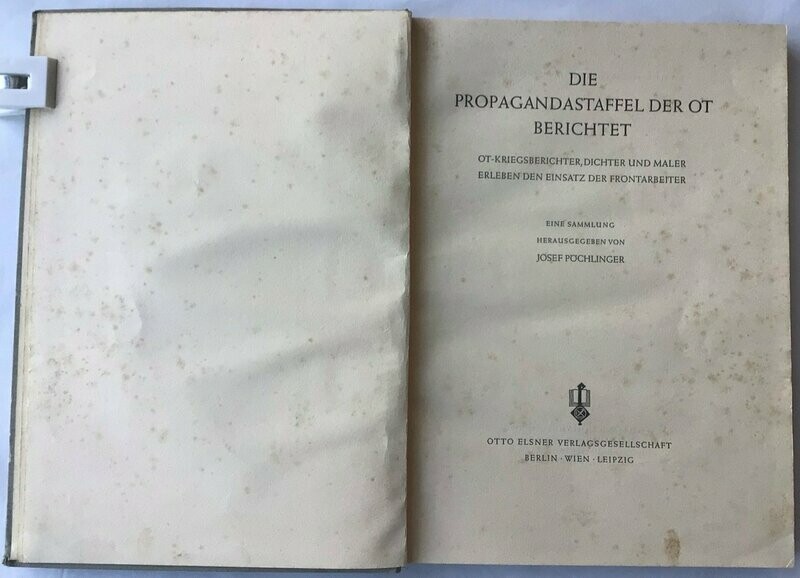 DIE
PROPAGANDASTAFFEL DER OT
BERICHTET
OT-KRIEGSBERICHTER, DICHTER UND MALER
ERLEBEN DEN EINSATZ DER FRONTARBEITER
EINE SAMMLUNG
HERAUSGEGEBEN VON
JOSEF PÖCHLINGER
OTTO ELSNER VERLAGSGESELLSCHAFT
BERLIN · WIEN · LEIPZIG